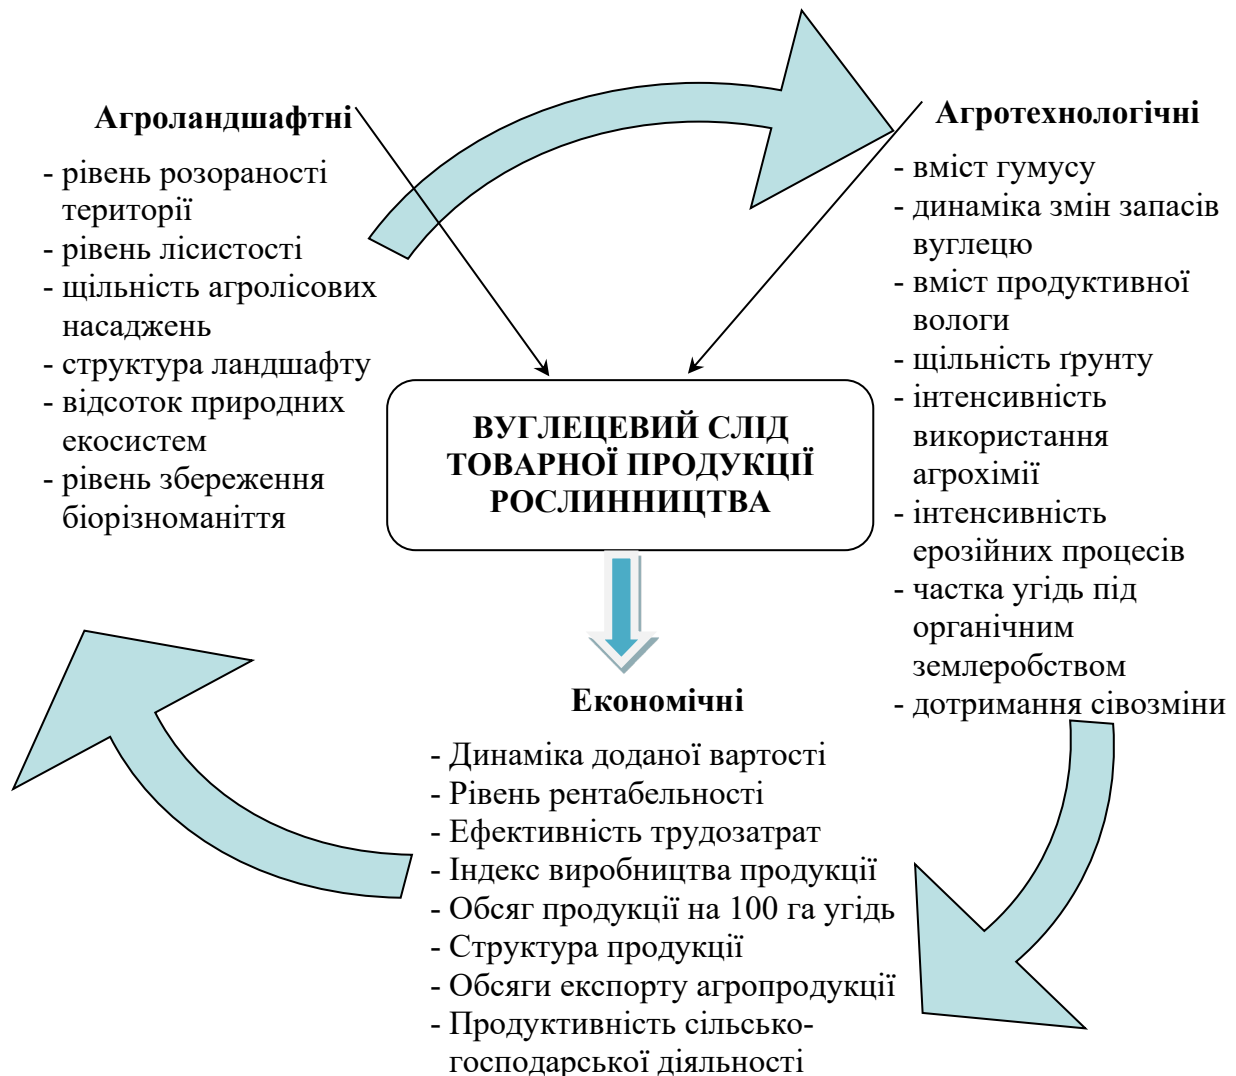 Агроландшафтні
- рівень розораності
території
- рівень лісистості
- щільність агролісових
насаджень
- структура ландшафту
- відсоток природних
екосистем
- рівень збереження
біорізноманіття
Агротехнологічні
- вміст гумусу
- динаміка змін запасів
вуглецю
- вміст продуктивної
вологи
- щільність ґрунту
- інтенсивність
використання
агрохімії
- інтенсивність
ерозійних процесів
- частка угідь під
органічним
землеробством
- дотримання сівозміни
ВУГЛЕЦЕВИЙ СЛІД
ТОВАРНОЇ ПРОДУКЦІЇ
РОСЛИННИЦТВА
Економічні
- Динаміка доданої вартості
- Рівень рентабельності
- Ефективність трудозатрат
- Індекс виробництва продукції
- Обсяг продукції на 100 га угідь
- Структура продукції
- Обсяги експорту агропродукції
- Продуктивність сільсько-
господарської діяльності